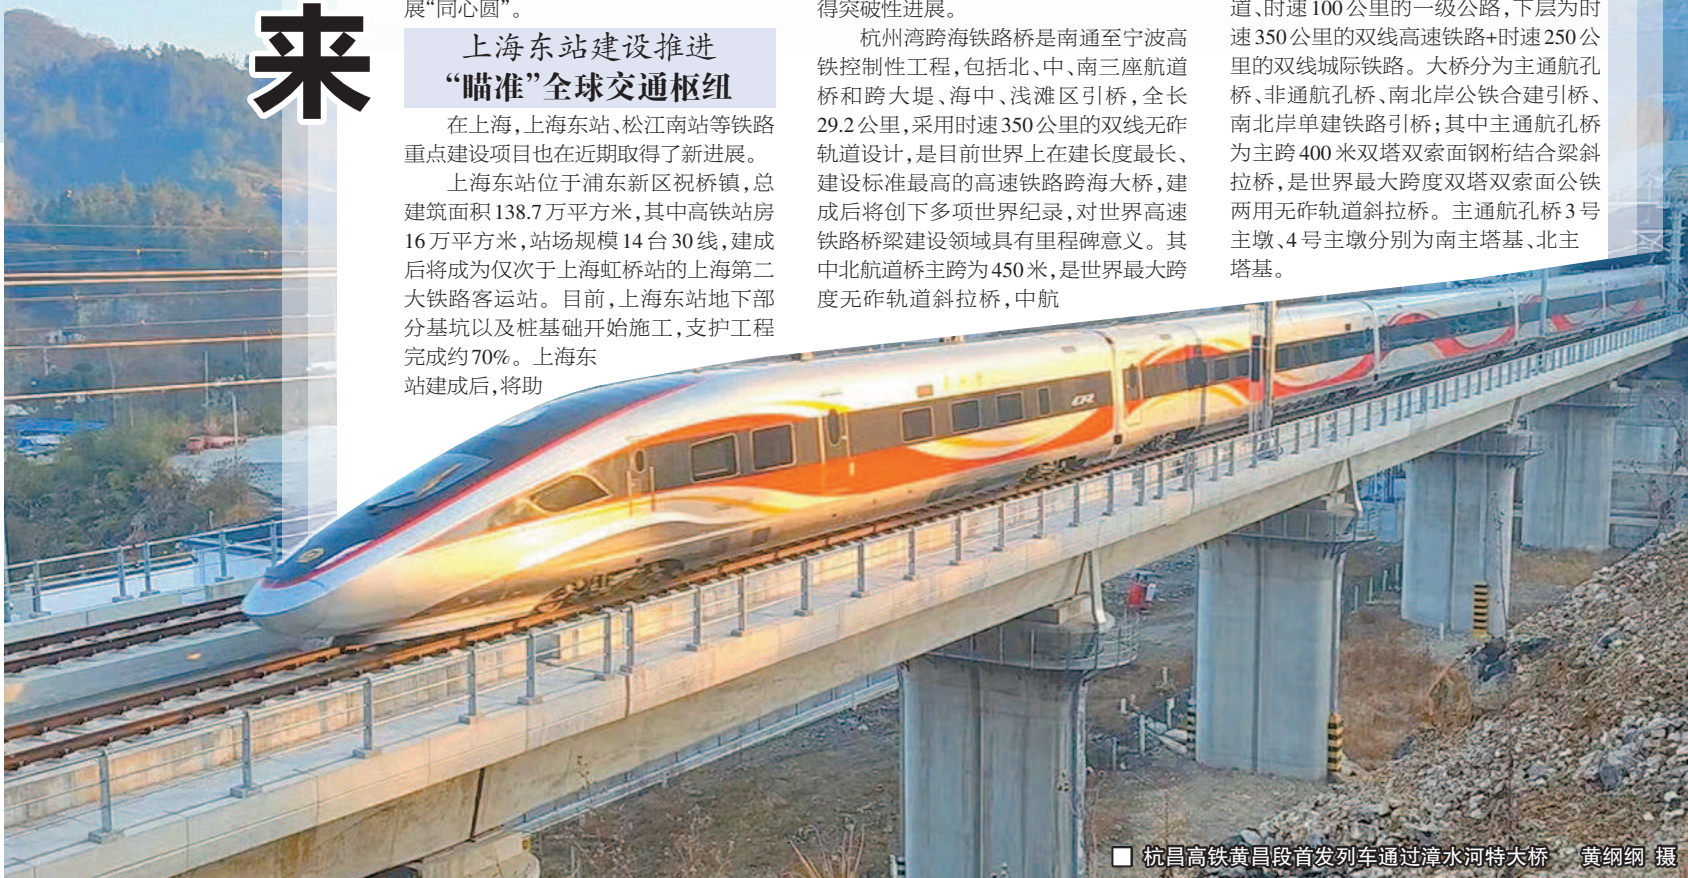 来
展“同心圆”。
上海东站建设推进
“瞄准”全球交通枢纽
在上海，上海东站、松江南站等铁路
重点建设项目也在近期取得了新进展。
上海东站位于浦东新区祝桥镇，总
建筑面积138.7万平方米，其中高铁站房
16万平方米，站场规模14台30线，建成
后将成为仅次于上海虹桥站的上海第二
大铁路客运站。目前，上海东站地下部
分基坑以及桩基础开始施工，支护工程
完成约70%。上海东
站建成后，将助
得突破性进展。
杭州湾跨海铁路桥是南通至宁波高
铁控制性工程，包括北、中、南三座航道
桥和跨大堤、海中、浅滩区引桥，全长
29.2公里，采用时速350公里的双线无砟
轨道设计，是目前世界上在建长度最长、
建设标准最高的高速铁路跨海大桥，建
成后将创下多项世界纪录，对世界高速
铁路桥梁建设领域具有里程碑意义。其
中北航道桥主跨为450米，是世界最大跨
度无砟轨道斜拉桥，中航
道、时速100公里的一级公路，下层为时
速350公里的双线高速铁路+时速250公
里的双线城际铁路。大桥分为主通航孔
桥、非通航孔桥、南北岸公铁合建引桥、
南北岸单建铁路引桥；其中主通航孔桥
为主跨400米双塔双索面钢桁结合梁斜
拉桥，是世界最大跨度双塔双索面公铁
两用无砟轨道斜拉桥。主通航孔桥3号
主墩、4号主墩分别为南主塔基、北主
塔基。
CR
■ 杭昌高铁黄昌段首发列车通过漳水河特大桥 黄纲纲 摄